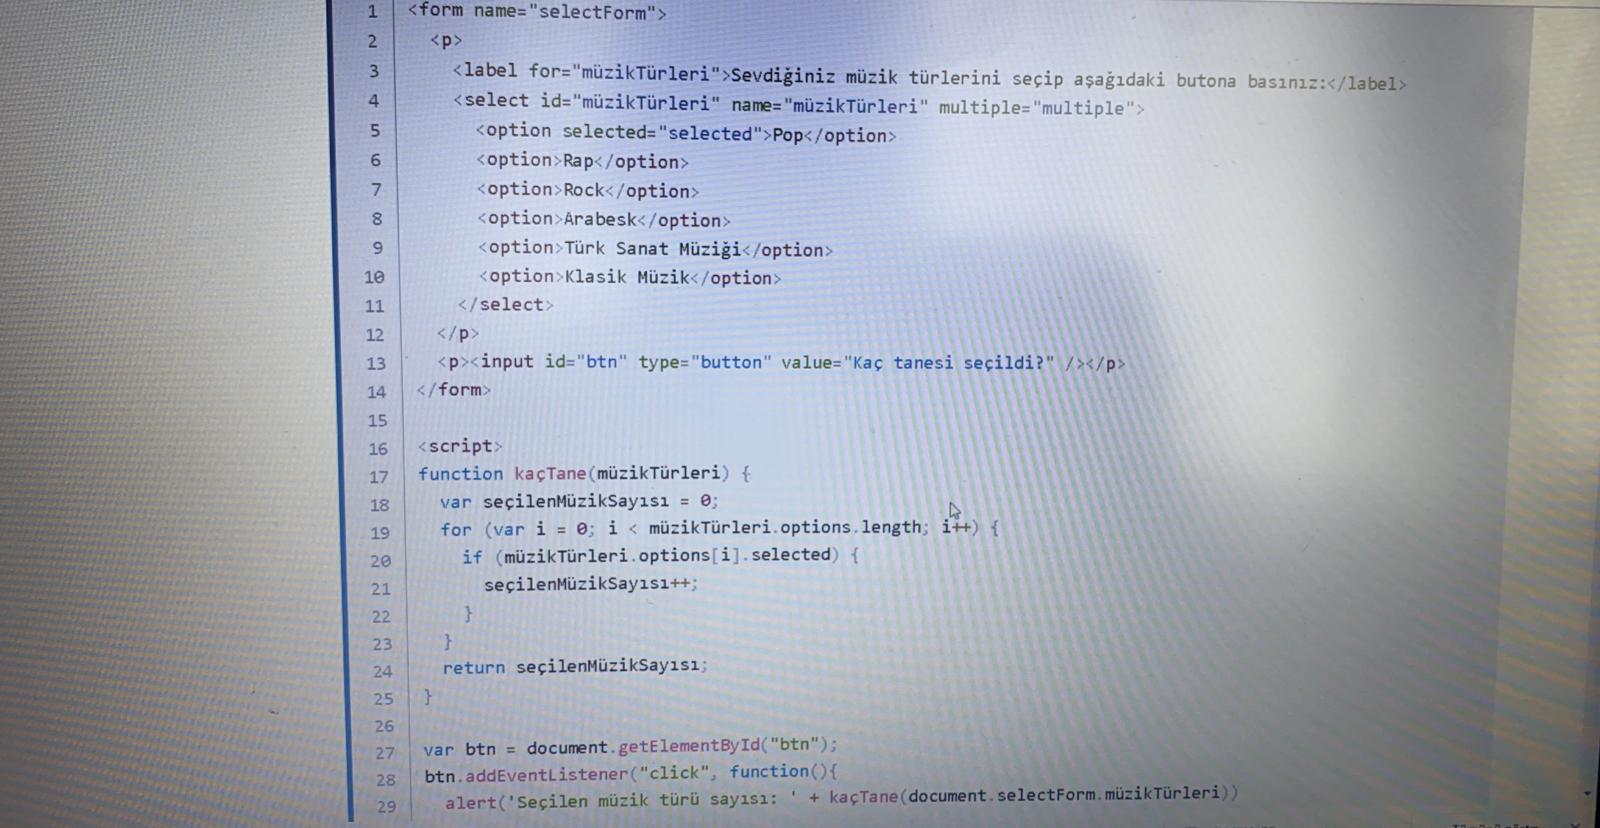 1 <form name="selectForm">
2 <p>
3 <label for="müzikTürleri">Sevdiğiniz müzik türlerini seçip aşağıdaki butona basınız:</label>
4 <select id="müzikTürleri" name="müzikTürleri" multiple="multiple">
5 <option selected="selected">Pop</option>
6 <option>Rap</option>
7 <option>Rock</option>
8 <option>Arabesk</option>
9 <option>Türk Sanat Müziği</option>
10 <option>Klasik Müzik</option>
11 </select>
12 </p>
13 <p><input id="btn" type="button" value="Kaç tanesi seçildi?" /></p>
14 </form>
15
16 <script>
17 function kaçTane(müzikTürleri) {
18 var seçilenMüzikSayısı = 0;
19 for (var i = 0; i < müzikTürleri.options.length; i++) {
20 if (müzikTürleri.options[i].selected) {
21 seçilenMüzikSayısı++;
22 }
23 }
24 return seçilenMüzikSayısı;
25 }
26
27 var btn = document.getElementById("btn");
28 btn.addEventListener("click", function(){
29 alert('Seçilen müzik türü sayısı: ' + kaçTane(document.selectForm.müzikTürleri))